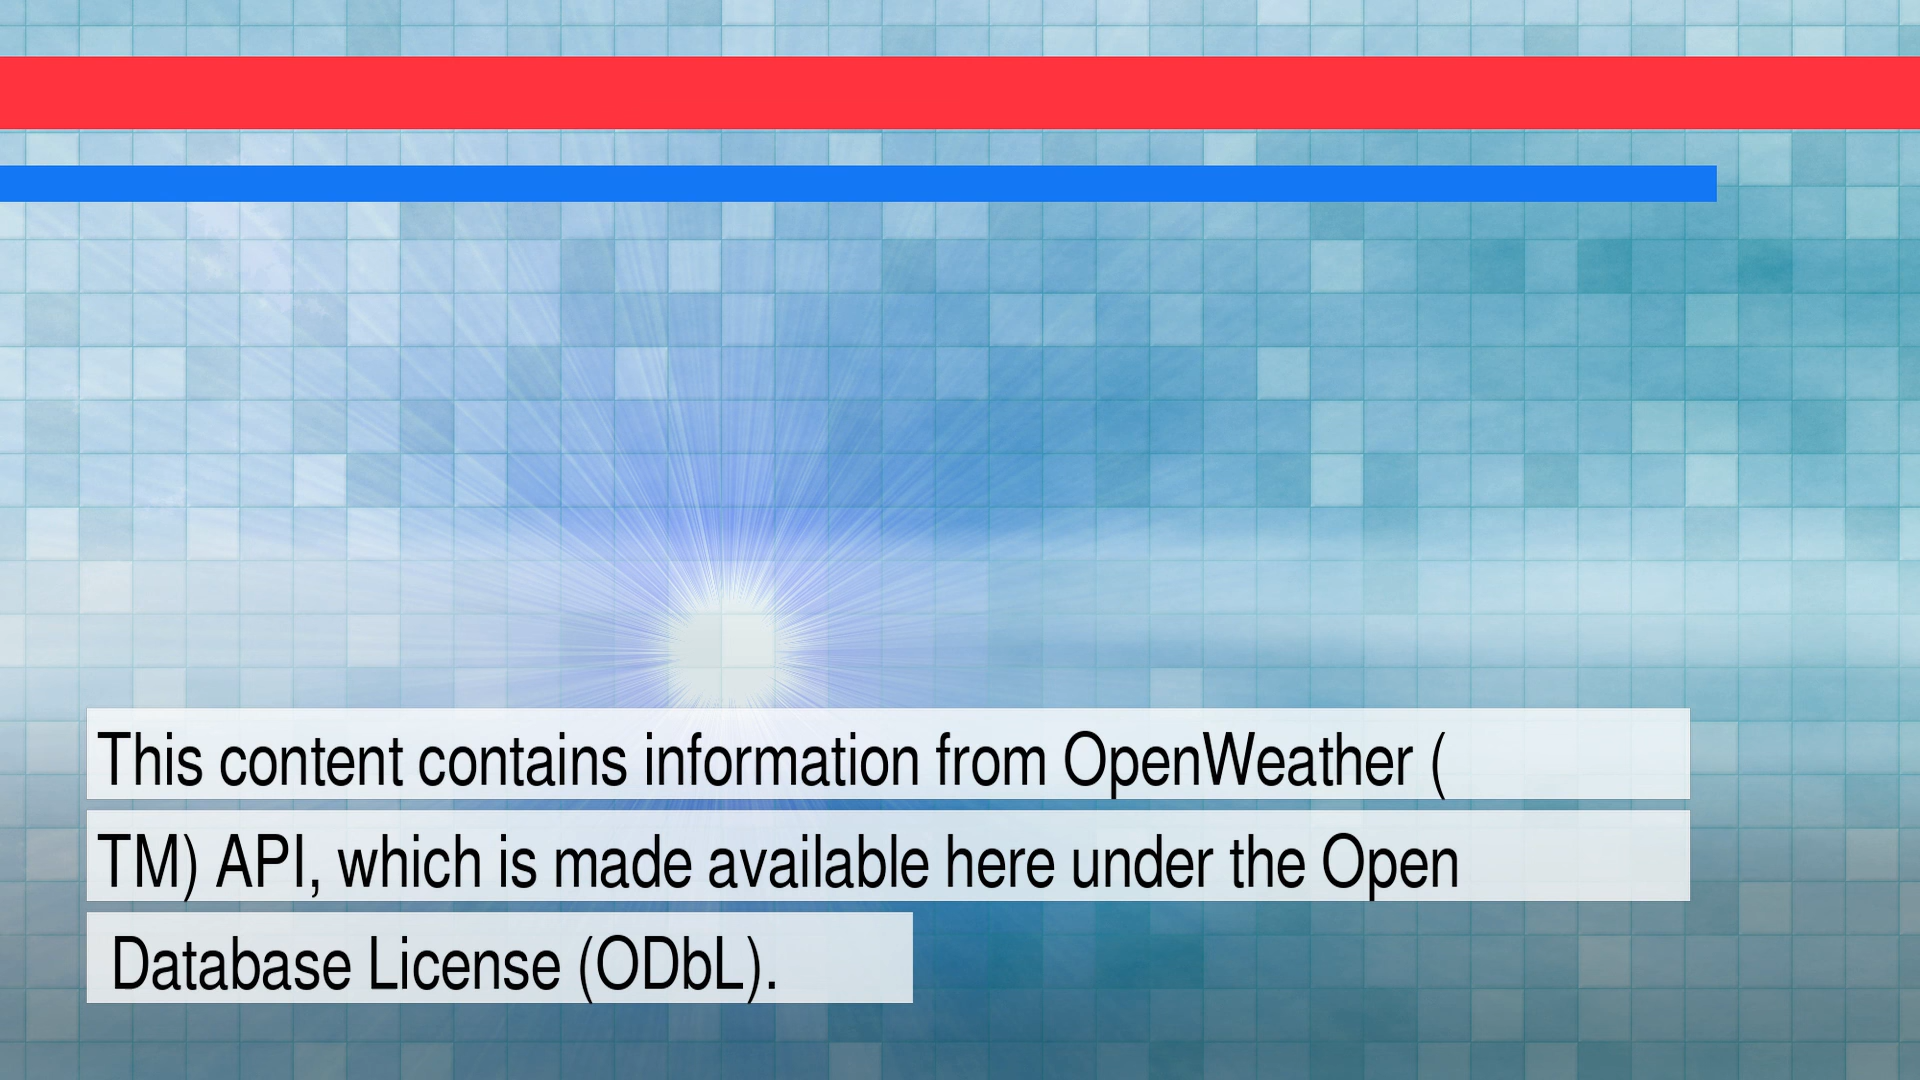 This content contains information from OpenWeather (
TM) API, which is made available here under the Open
Database License (ODbL).